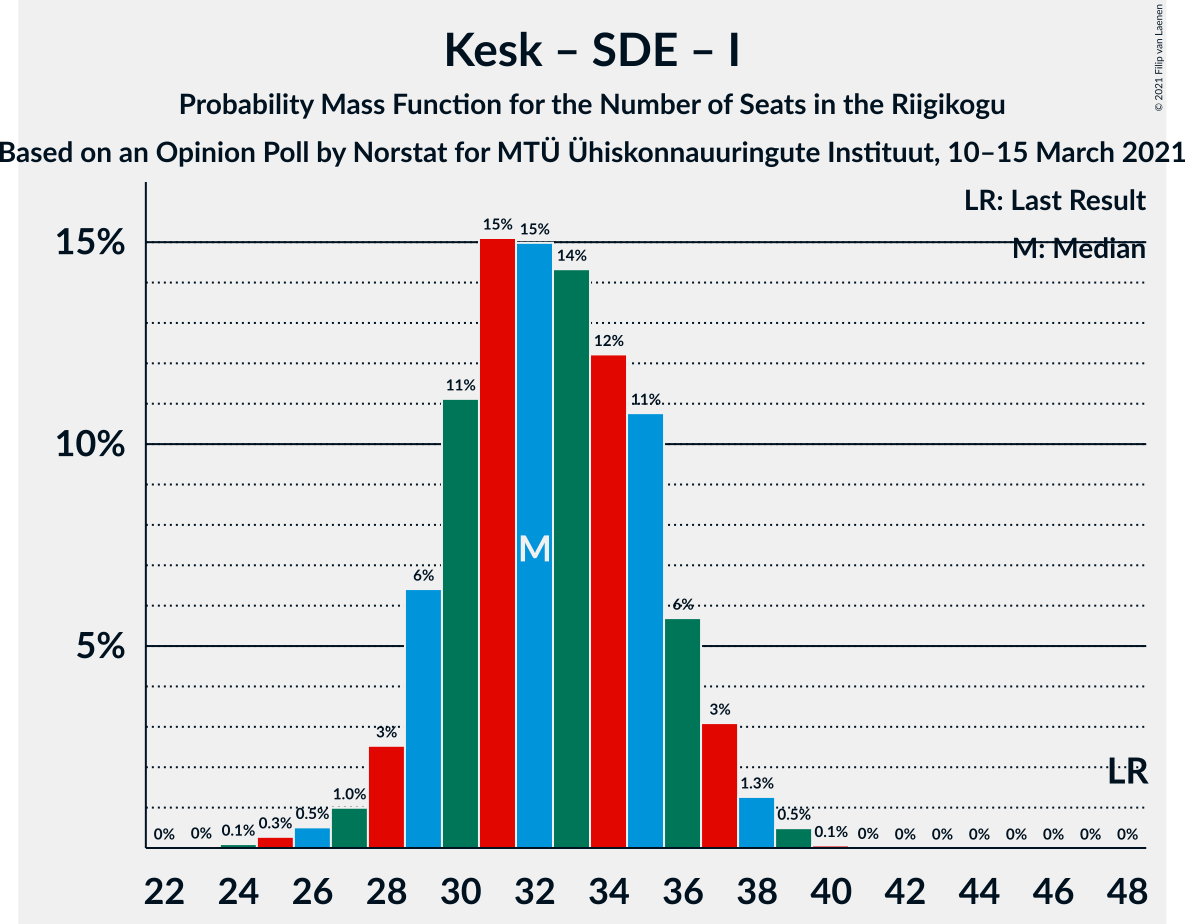 Kesk – SDE – I
Probability Mass Function for the Number of Seats in the Riigikogu
Based on an Opinion Poll by Norstat for MTÜ Ühiskonnauuringute Instituut, 10–15 March 2021
© 2021 Filip van Laenen
LR: Last Result
M: Median
15%
10%
5%
0% 0% 0.1% 0.3% 0.5% 1.0% 3% 6% 11% 15% 15% 14% 12% 11% 6% 3% 1.3% 0.5% 0.1% 0% 0% 0% 0% 0% 0% 0% 0%
M
LR
22 24 26 28 30 32 34 36 38 40 42 44 46 48